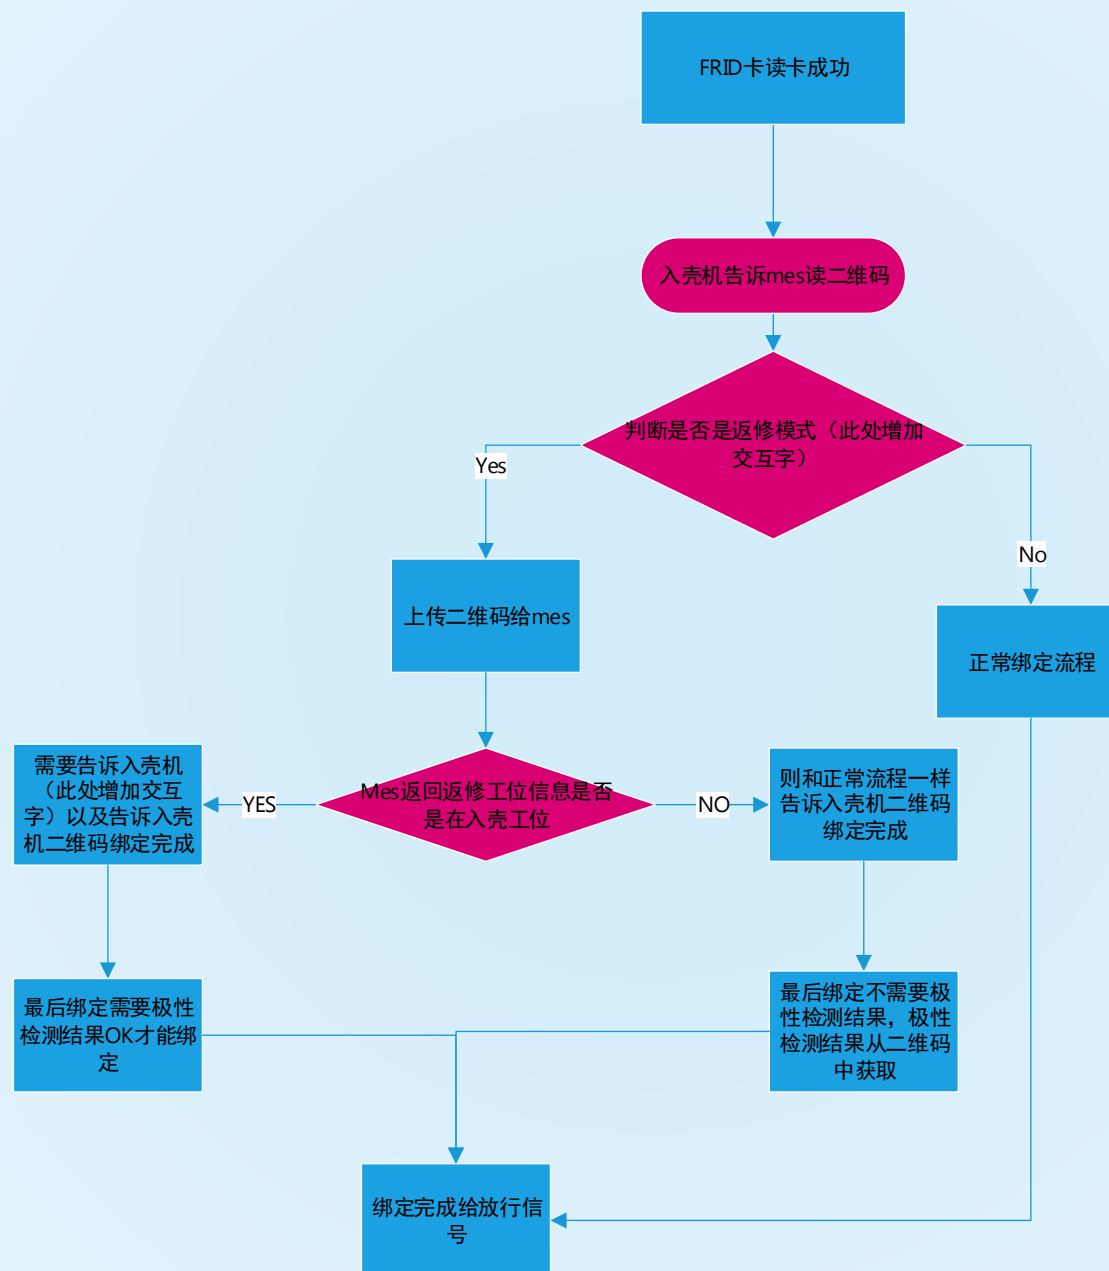 FRID卡读卡成功
入壳机告诉mes读二维码
判断是否是返修模式（此处增加
交互字）
Yes
No
上传二维码给mes
正常绑定流程
需要告诉入壳机
（此处增加交互
字）以及告诉入壳
机二维码绑定完成
YES
Mes返回返修工位信息是否
是在入壳工位
NO
则和正常流程一样
告诉入壳机二维码
绑定完成
最后绑定需要极性
检测结果OK才能绑
定
最后绑定不需要极
性检测结果，极性
检测结果从二维码
中获取
绑定完成给放行信
号